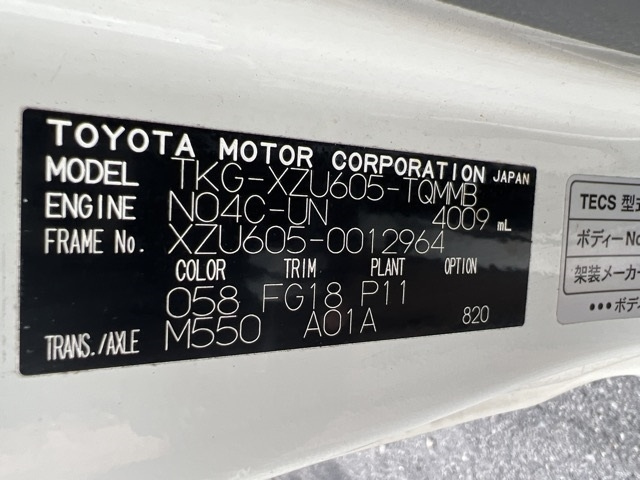 TOYOTA MOTOR CORPORATION JAPAN
MODEL TKG-XZU605-TQMMB
ENGINE N04C-UN 4009 mL
FRAME No. XZU605-0012964
COLOR TRIM PLANT OPTION
058 FG18 P11
TRANS./AXLE M550 A01A 820
TECS 型式
ボディーNo
架装メーカー
●●●ボデ